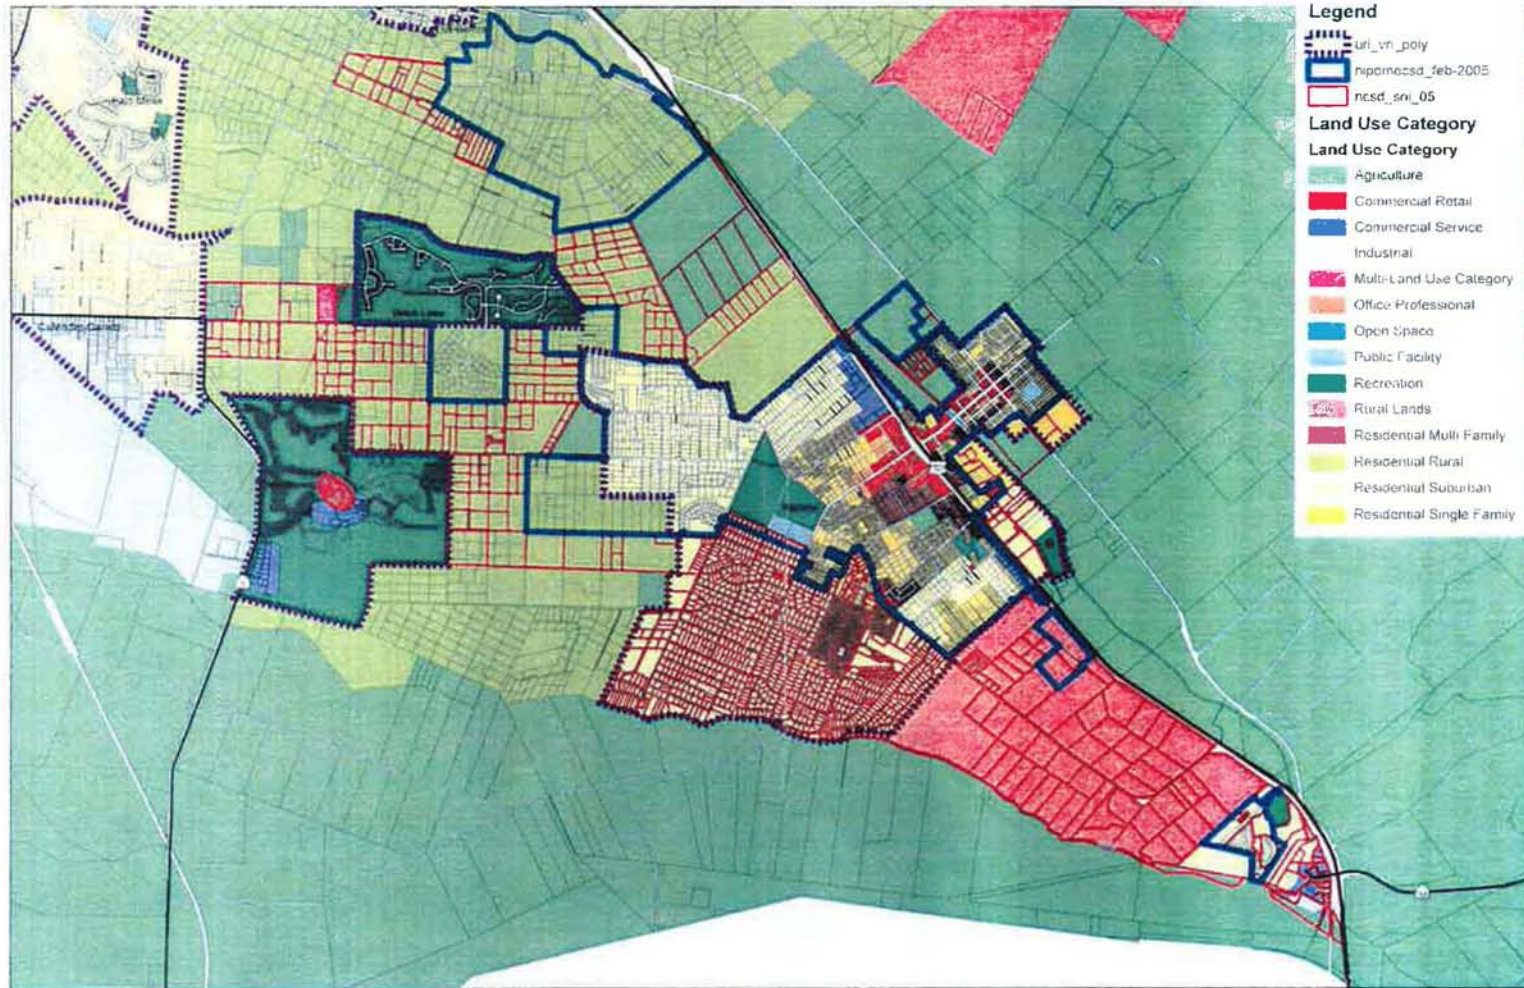 Legend
uri_vri_poly
nipomocsd_feb-2005
ncsd_soi_05
Land Use Category
Land Use Category
Agriculture
Commercial Retail
Commercial Service
Industrial
Multi-Land Use Category
Office Professional
Open Space
Public Facility
Recreation
Rural Lands
Residential Multi Family
Residential Rural
Residential Suburban
Residential Single Family